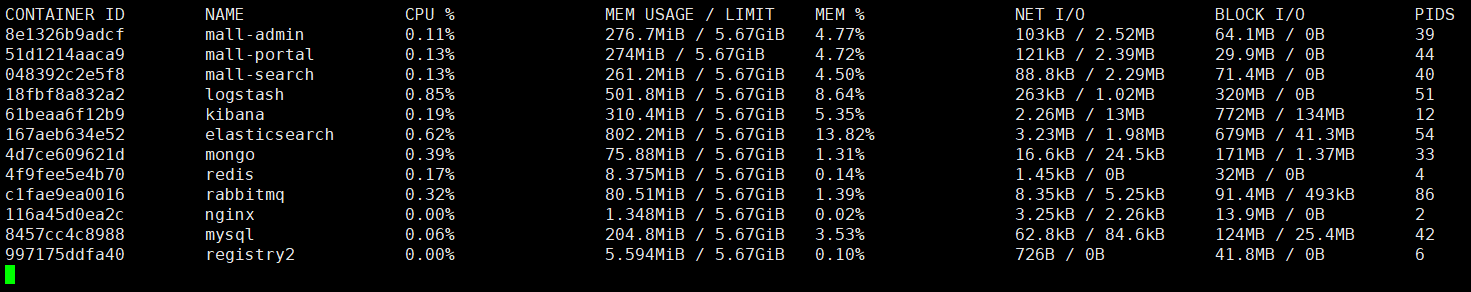 CONTAINER ID NAME CPU % MEM USAGE / LIMIT MEM % NET I/O BLOCK I/O PIDS
8e1326b9adcf mall-admin 0.11% 276.7MiB / 5.67GiB 4.77% 103kB / 2.52MB 64.1MB / 0B 39
51d1214aaca9 mall-portal 0.13% 274MiB / 5.67GiB 4.72% 121kB / 2.39MB 29.9MB / 0B 44
048392c2e5f8 mall-search 0.13% 261.2MiB / 5.67GiB 4.50% 88.8kB / 2.29MB 71.4MB / 0B 40
18fbf8a832a2 logstash 0.85% 501.8MiB / 5.67GiB 8.64% 263kB / 1.02MB 320MB / 0B 51
61beaa6f12b9 kibana 0.19% 310.4MiB / 5.67GiB 5.35% 2.26MB / 13MB 772MB / 134MB 12
167aeb634e52 elasticsearch 0.62% 802.2MiB / 5.67GiB 13.82% 3.23MB / 1.98MB 679MB / 41.3MB 54
4d7ce609621d mongo 0.39% 75.88MiB / 5.67GiB 1.31% 16.6kB / 24.5kB 171MB / 1.37MB 33
4f9fee5e4b70 redis 0.17% 8.375MiB / 5.67GiB 0.14% 1.45kB / 0B 32MB / 0B 4
c1fae9ea0016 rabbitmq 0.32% 80.51MiB / 5.67GiB 1.39% 8.35kB / 5.25kB 91.4MB / 493kB 86
116a45d0ea2c nginx 0.00% 1.348MiB / 5.67GiB 0.02% 3.25kB / 2.26kB 13.9MB / 0B 2
8457cc4c8988 mysql 0.06% 204.8MiB / 5.67GiB 3.53% 62.8kB / 84.6kB 124MB / 25.4MB 42
997175ddfa40 registry2 0.00% 5.594MiB / 5.67GiB 0.10% 726B / 0B 41.8MB / 0B 6